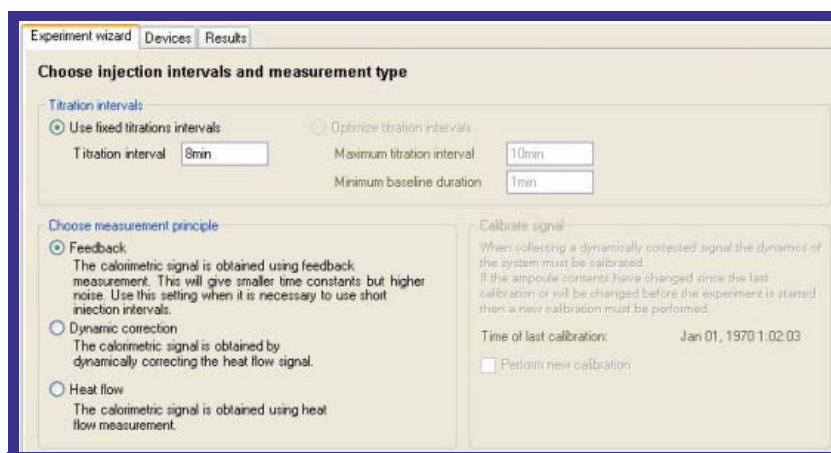 Experiment wizard Devices Results
Choose injection intervals and measurement type
Titration intervals
Use fixed titrations intervals Optimize titration intervals
Titration interval 8min Maximum titration interval 10min
Minimum baseline duration 1min
Choose measurement principle
Feedback
The calorimetric signal is obtained using feedback
measurement. This will give smaller time constants but higher
noise. Use this setting when it is necessary to use short
injection intervals.
Dynamic correction
The calorimetric signal is obtained by
dynamically correcting the heat flow signal.
Heat flow
The calorimetric signal is obtained using heat
flow measurement.
Calibrate signal
When collecting a dynamically corrected signal the dynamics of
the system must be calibrated.
If the ampoule contents have changed since the last
calibration or will be changed before the experiment is started
then a new calibration must be performed.
Time of last calibration: Jan 01, 1970 1:02:03
Perform new calibration